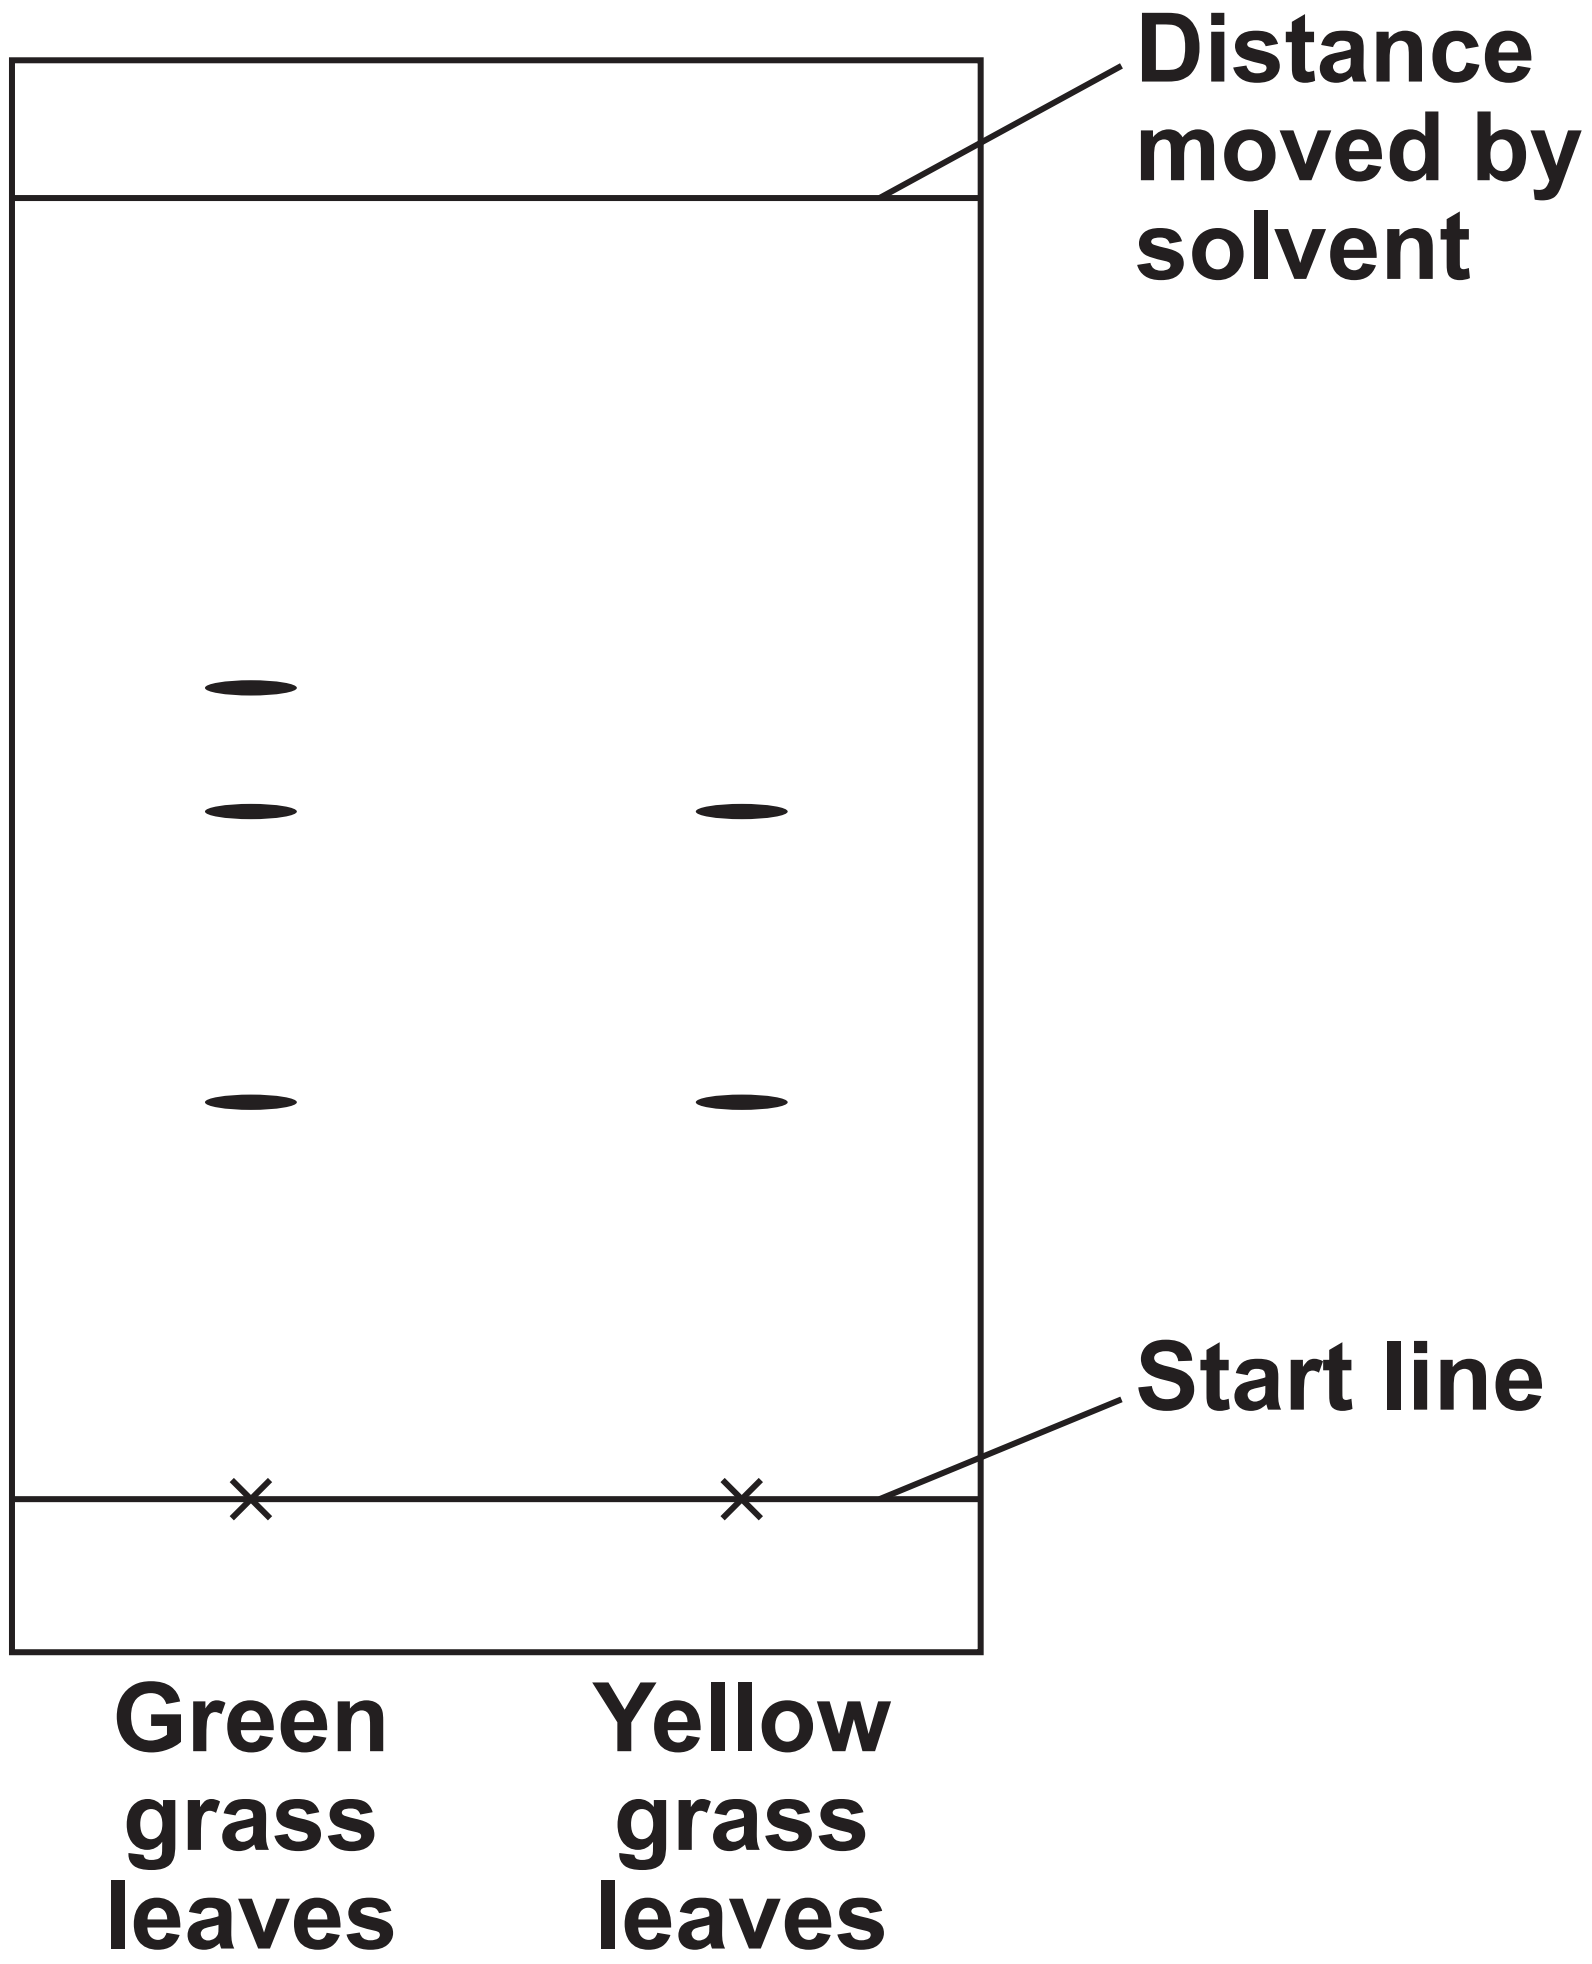 Distance
moved by
solvent
Start line
Green
grass
leaves
Yellow
grass
leaves